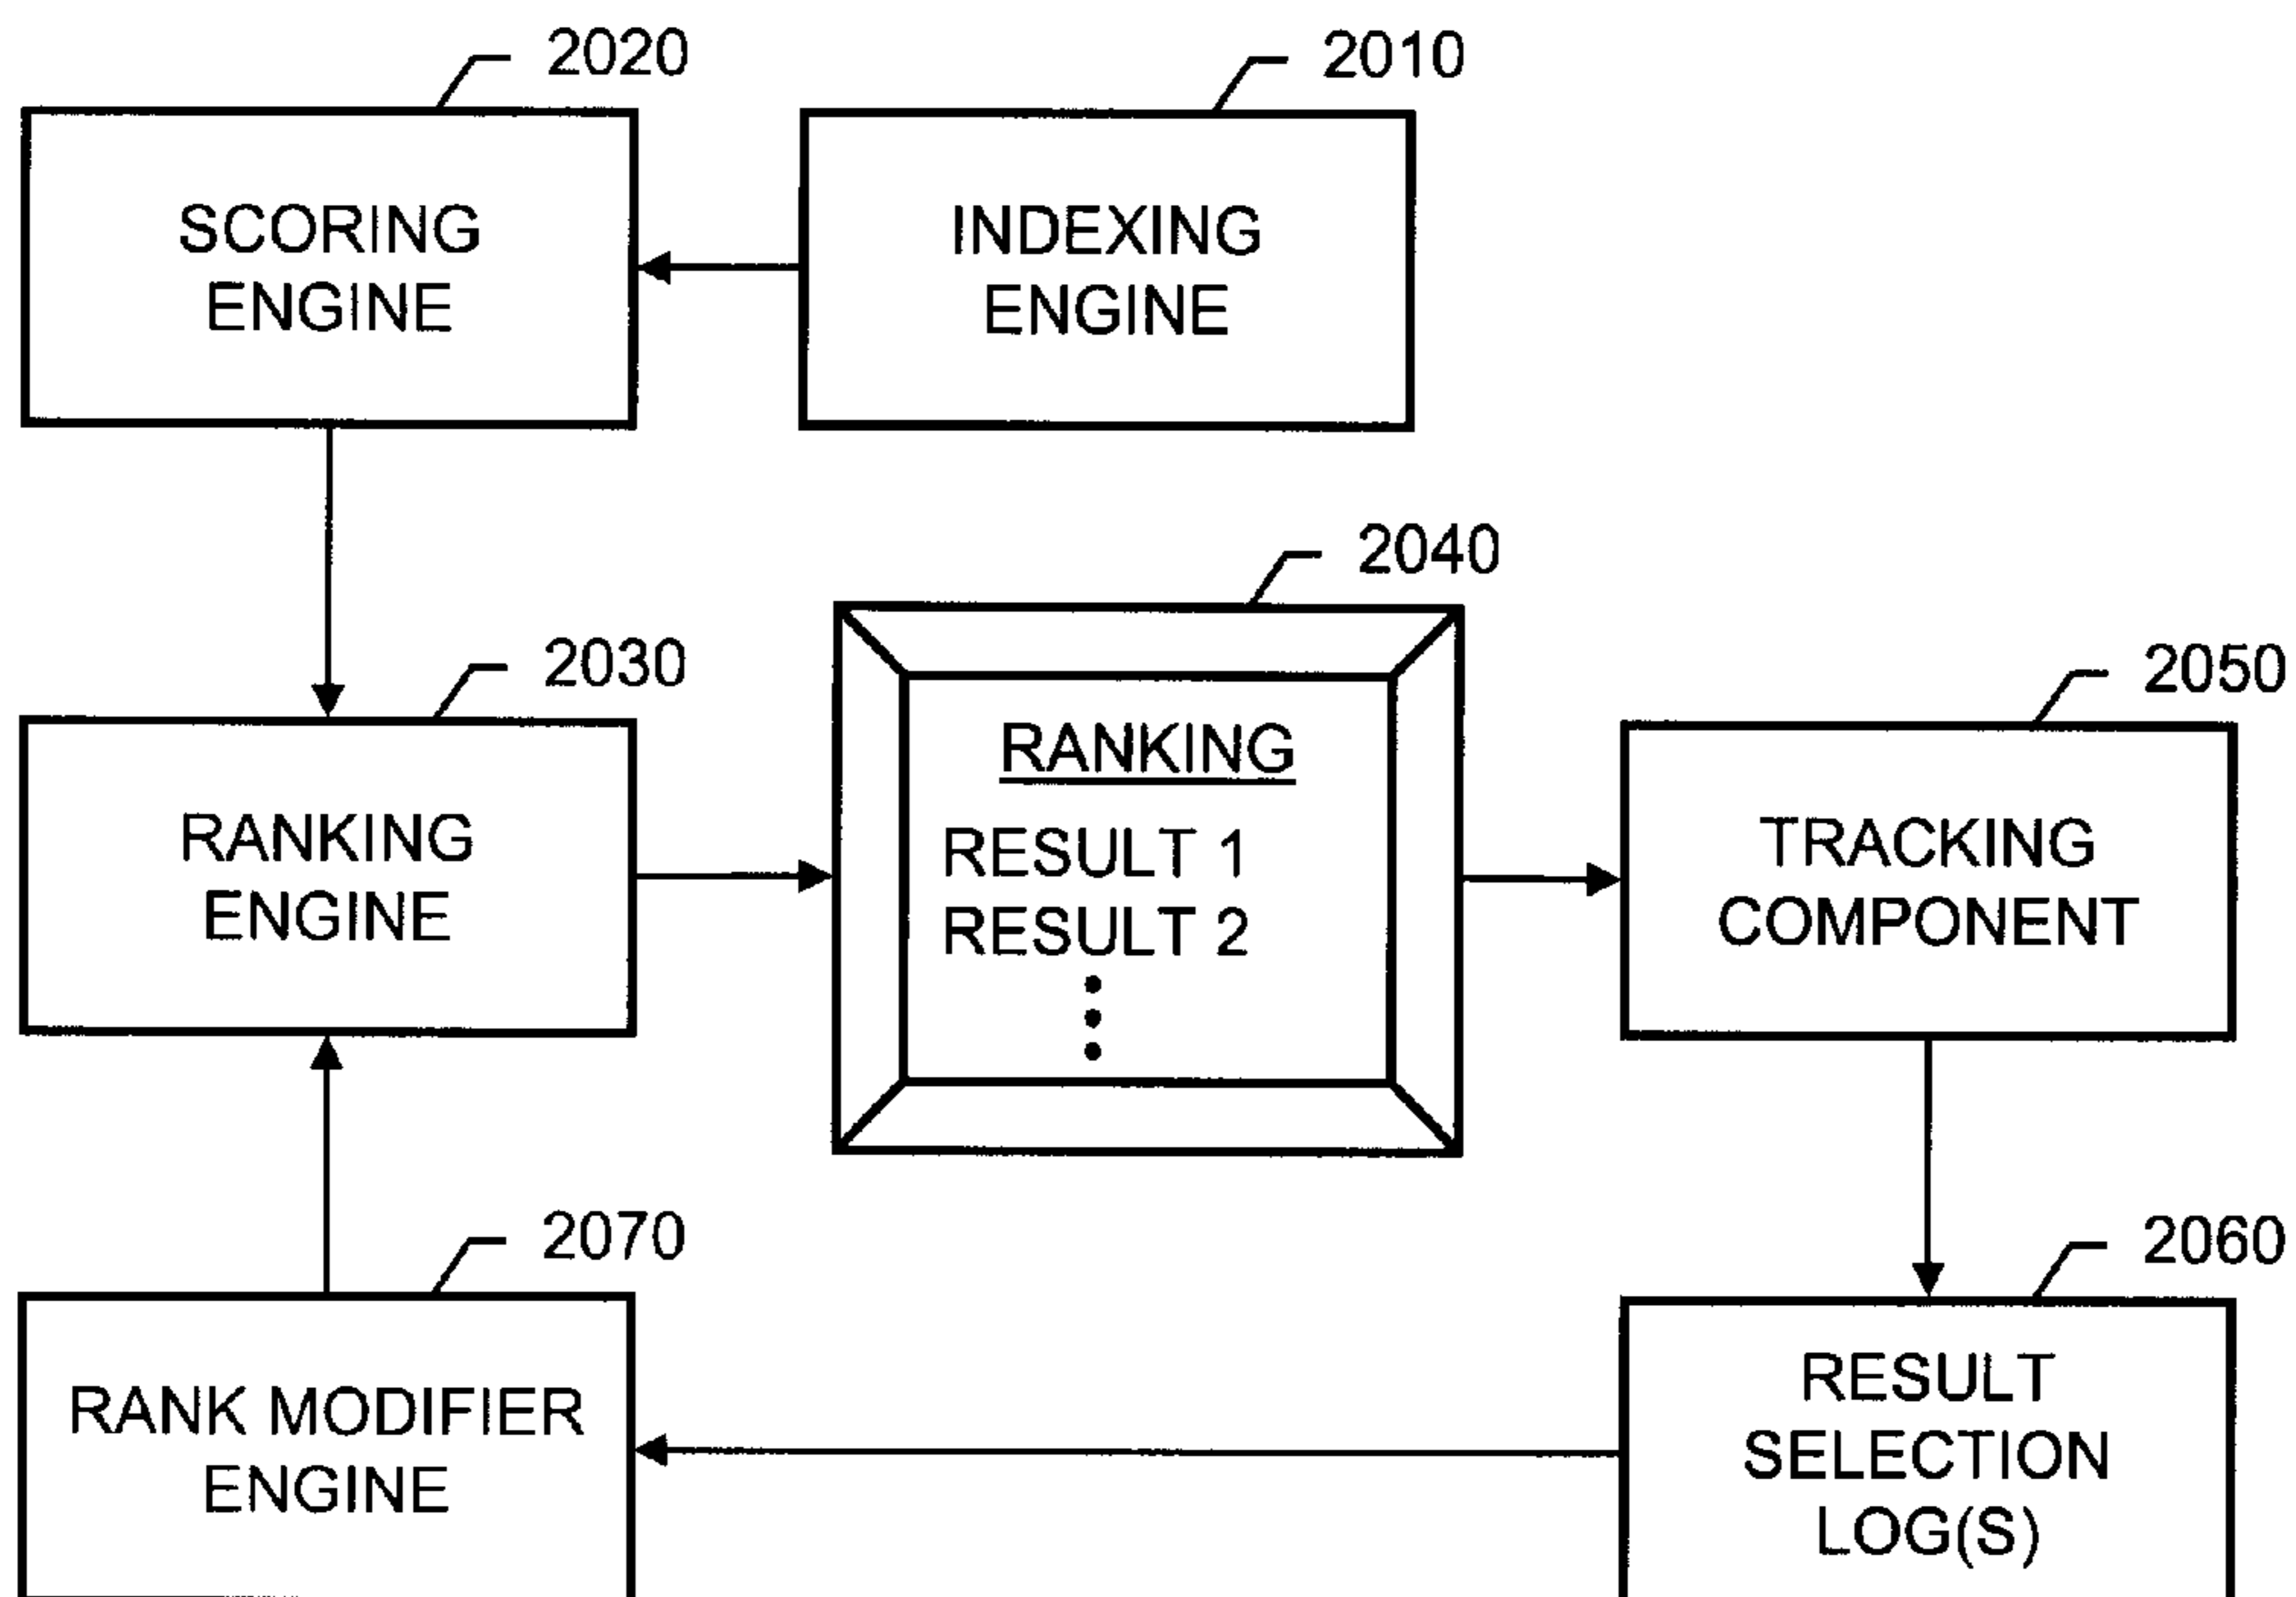 2020
2010
SCORING
ENGINE
INDEXING
ENGINE
2040
2030
2050
RANKING
ENGINE
RANKING
RESULT 1
RESULT 2
TRACKING
COMPONENT
2070
2060
RANK MODIFIER
ENGINE
RESULT
SELECTION
LOG(S)